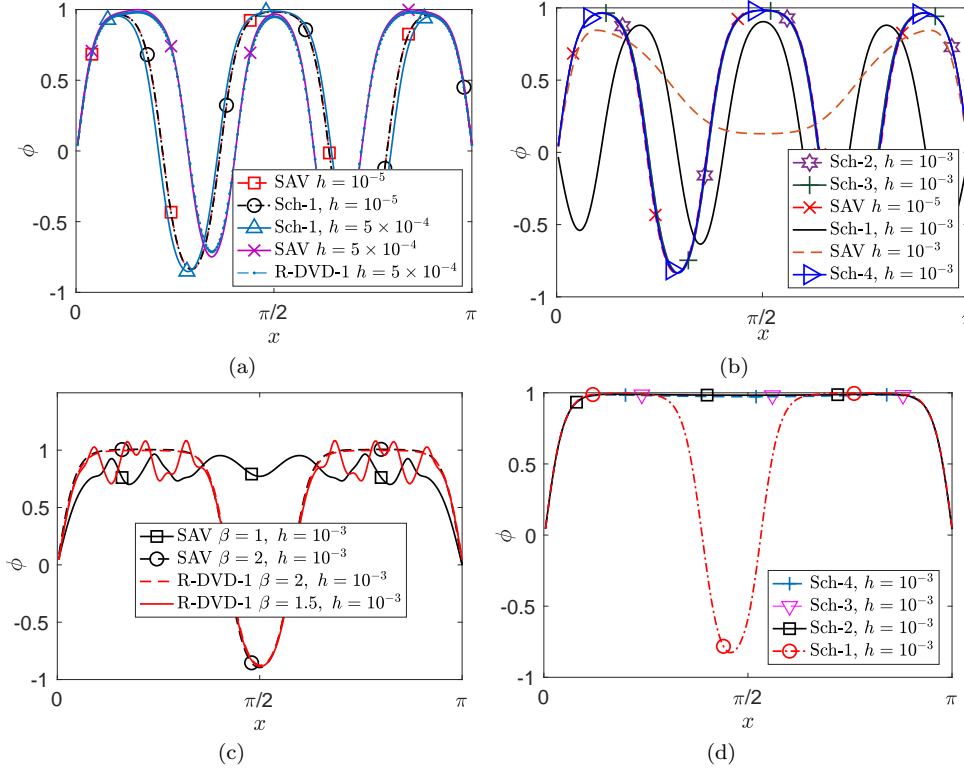 1
0.5
0
-0.5
-1
ϕ
SAV h = 10^{-5}
Sch-1, h = 10^{-5}
Sch-1, h = 5 × 10^{-4}
SAV h = 5 × 10^{-4}
R-DVD-1 h = 5 × 10^{-4}
0 π/2 π
x
(a)
1
0.5
0
-0.5
-1
ϕ
Sch-2, h = 10^{-3}
Sch-3, h = 10^{-3}
SAV h = 10^{-5}
Sch-1, h = 10^{-3}
SAV h = 10^{-3}
Sch-4, h = 10^{-3}
0 π/2 π
x
(b)
1
0.5
0
-0.5
-1
ϕ
SAV β = 1, h = 10^{-3}
SAV β = 2, h = 10^{-3}
R-DVD-1 β = 2, h = 10^{-3}
R-DVD-1 β = 1.5, h = 10^{-3}
0 π/2 π
x
(c)
1
0.5
0
-0.5
-1
ϕ
Sch-4, h = 10^{-3}
Sch-3, h = 10^{-3}
Sch-2, h = 10^{-3}
Sch-1, h = 10^{-3}
0 π/2 π
x
(d)